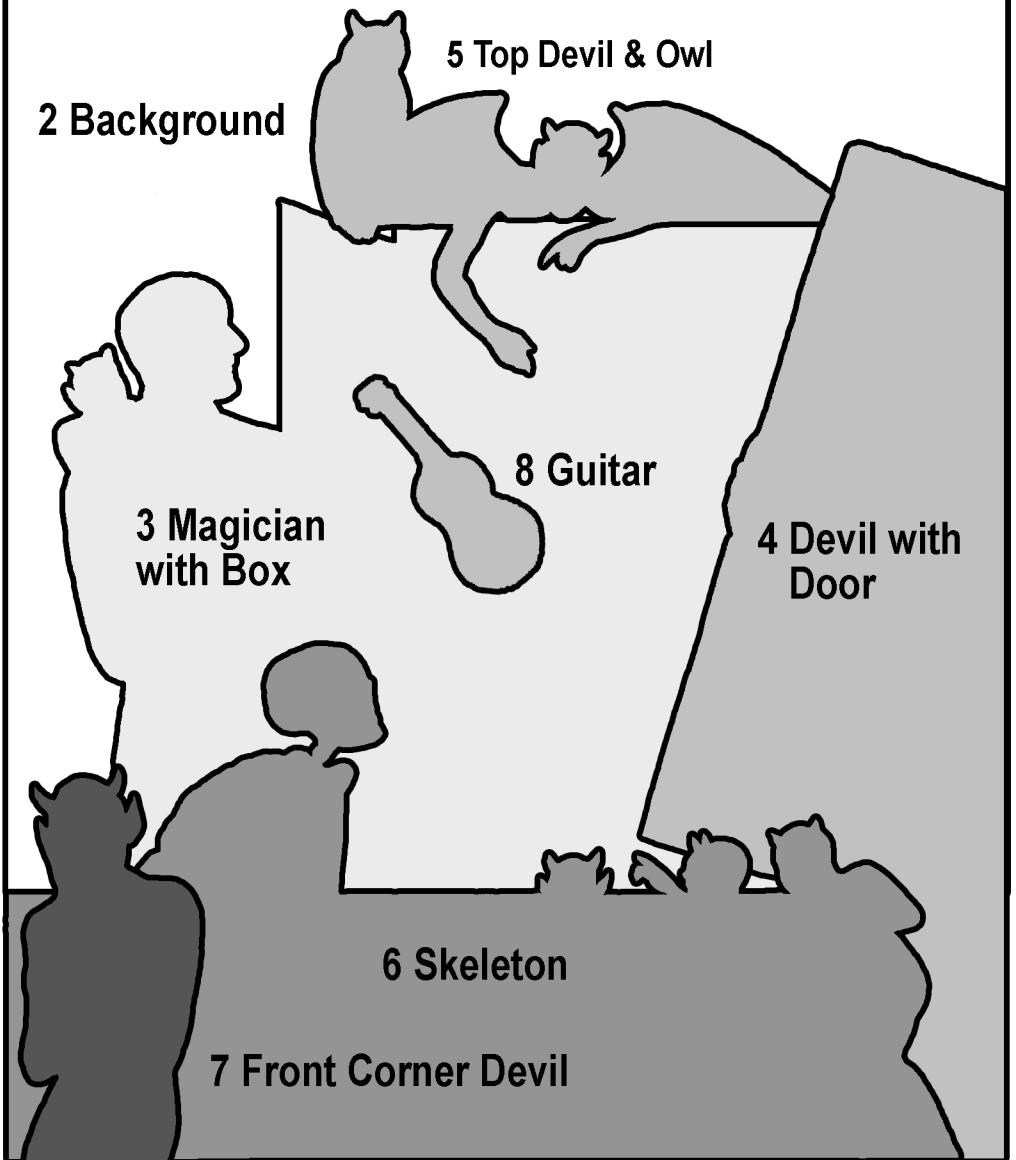 5 Top Devil & Owl
2 Background
8 Guitar
3 Magician
with Box
4 Devil with
Door
6 Skeleton
7 Front Corner Devil